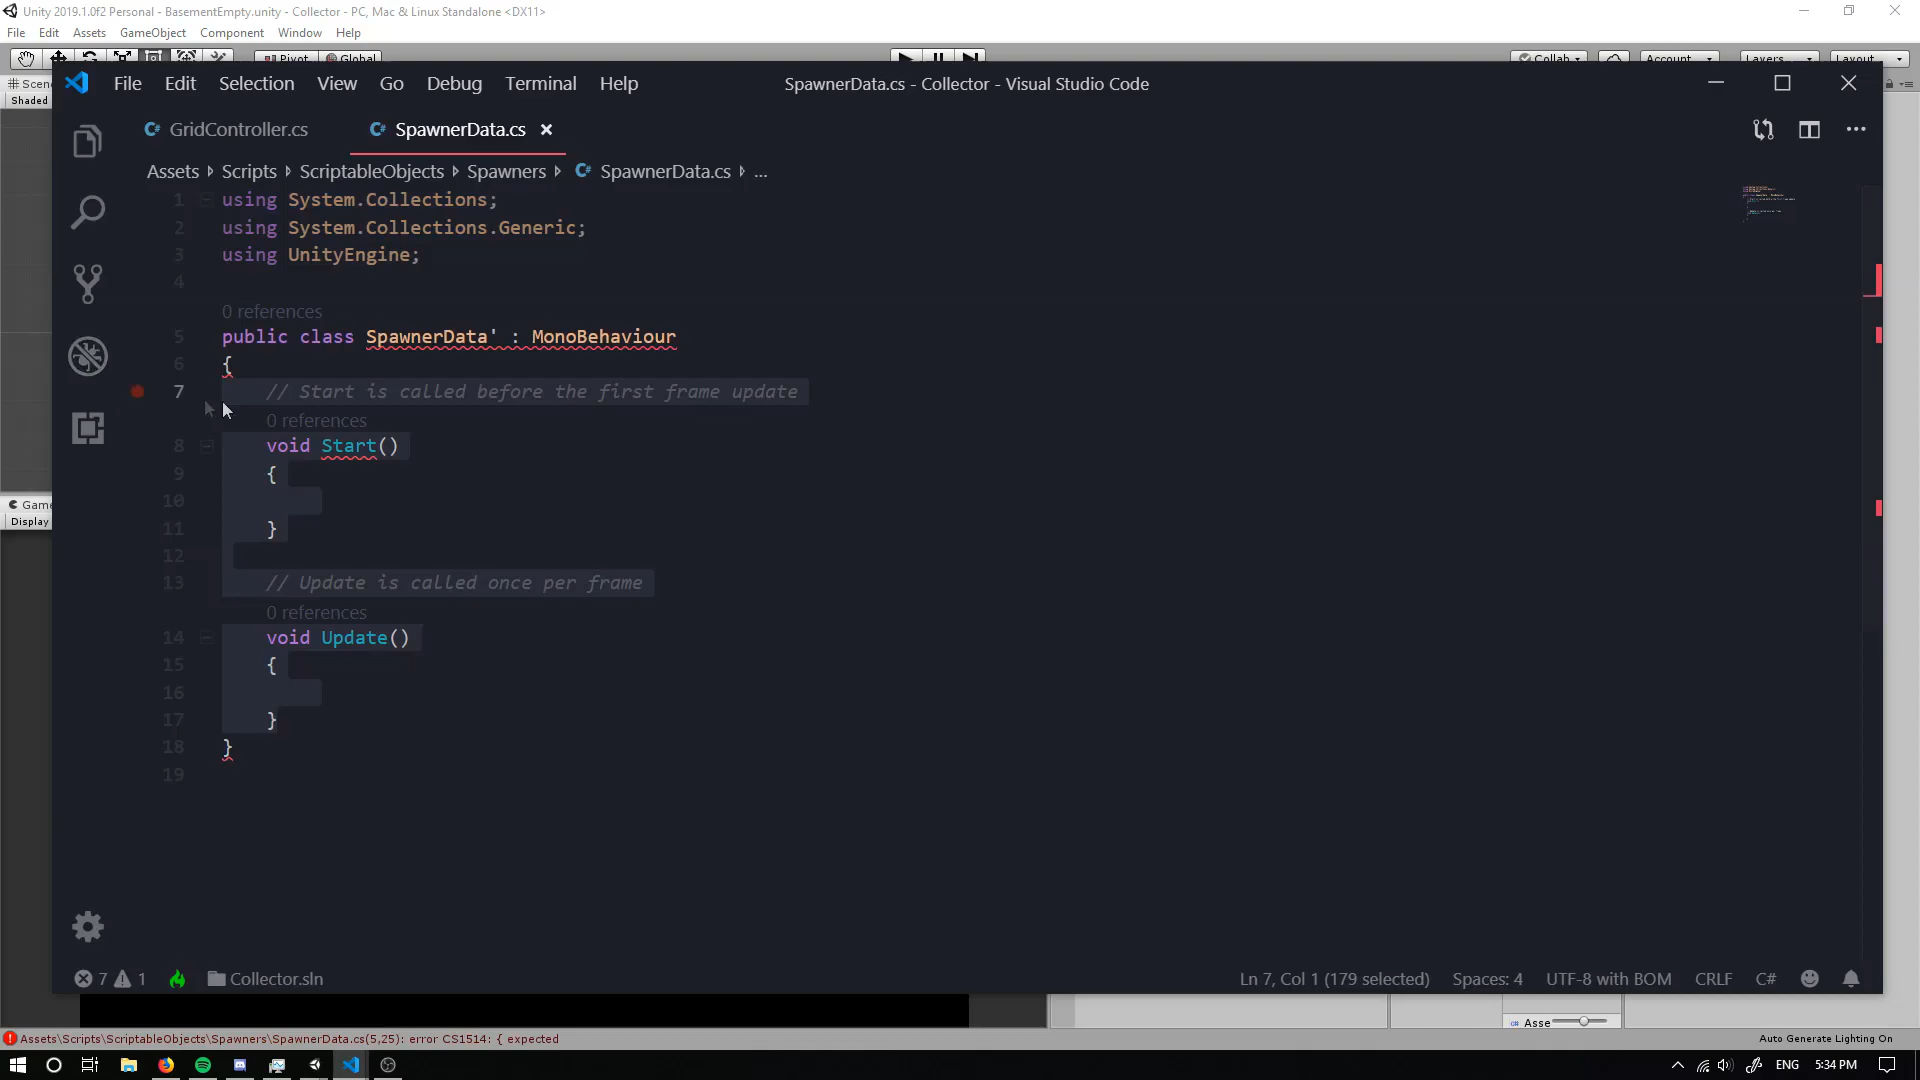 Unity 2019.1.0f2 Personal - BasementEmpty.unity - Collector - PC, Mac & Linux Standalone <DX11>
File Edit Assets GameObject Component Window Help
Pivot Global Collab Account Layers Layout
Scene
Shaded
File Edit Selection View Go Debug Terminal Help SpawnerData.cs - Collector - Visual Studio Code
GridController.cs SpawnerData.cs
Assets Scripts ScriptableObjects Spawners SpawnerData.cs ...
1 using System.Collections;
2 using System.Collections.Generic;
3 using UnityEngine;
4
0 references
5 public class SpawnerData' : MonoBehaviour
6 {
7 // Start is called before the first frame update
0 references
8 void Start()
9 {
10
11 }
12
13 // Update is called once per frame
0 references
14 void Update()
15 {
16
17 }
18 }
19
Game
Display
7 1 Collector.sln Ln 7, Col 1 (179 selected) Spaces: 4 UTF-8 with BOM CRLF C#
Asse
Assets\Scripts\ScriptableObjects\Spawners\SpawnerData.cs(5,25): error CS1514: { expected Auto Generate Lighting On
ENG 5:34 PM